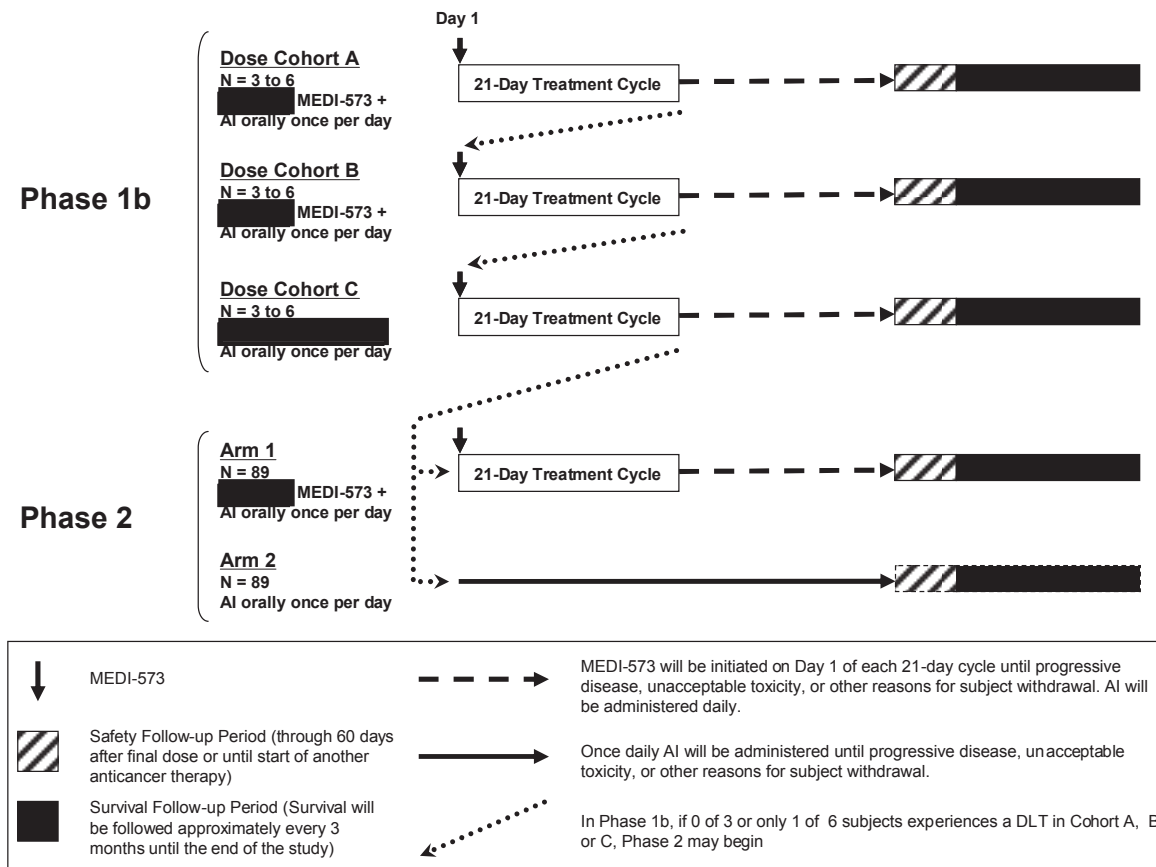 Day 1
Phase 1b
Dose Cohort A
N = 3 to 6
MEDI-573 +
AI orally once per day
21-Day Treatment Cycle
Dose Cohort B
N = 3 to 6
MEDI-573 +
AI orally once per day
21-Day Treatment Cycle
Dose Cohort C
N = 3 to 6
AI orally once per day
21-Day Treatment Cycle
Phase 2
Arm 1
N = 89
MEDI-573 +
AI orally once per day
21-Day Treatment Cycle
Arm 2
N = 89
AI orally once per day
MEDI-573
Safety Follow-up Period (through 60 days
after final dose or until start of another
anticancer therapy)
Survival Follow-up Period (Survival will
be followed approximately every 3
months until the end of the study)
MEDI-573 will be initiated on Day 1 of each 21-day cycle until progressive
disease, unacceptable toxicity, or other reasons for subject withdrawal. AI will
be administered daily.
Once daily AI will be administered until progressive disease, unacceptable
toxicity, or other reasons for subject withdrawal.
In Phase 1b, if 0 of 3 or only 1 of 6 subjects experiences a DLT in Cohort A, B
or C, Phase 2 may begin